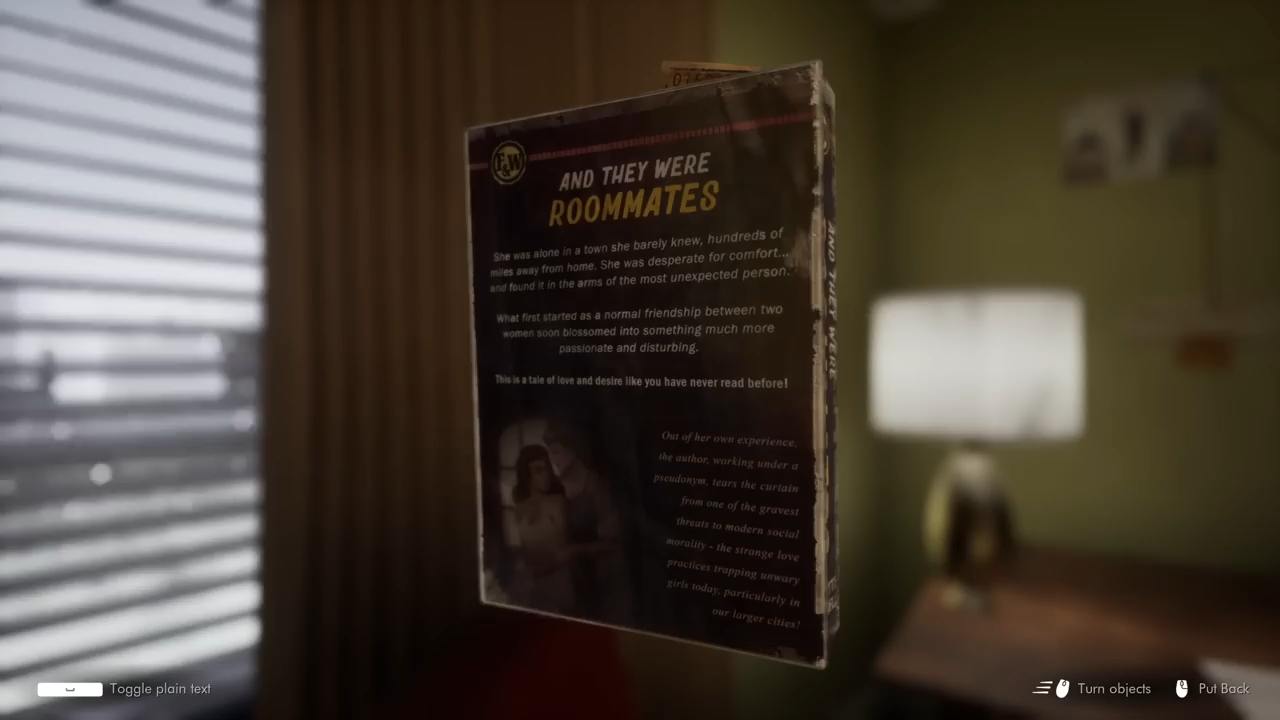 F&W
AND THEY WERE
ROOMMATES
She was alone in a town she barely knew, hundreds of
miles away from home. She was desperate for comfort...
and found it in the arms of the most unexpected person.
What first started as a normal friendship between two
women soon blossomed into something much more
passionate and disturbing.
This is a tale of love and desire like you have never read before!
Out of her own experience,
the author, working under a
pseudonym, tears the curtain
from one of the gravest
threats to modern social
morality - the strange love
practices trapping unwary
girls today, particularly in
our larger cities!
AND THEY WERE
Toggle plain text
Turn objects
Put Back